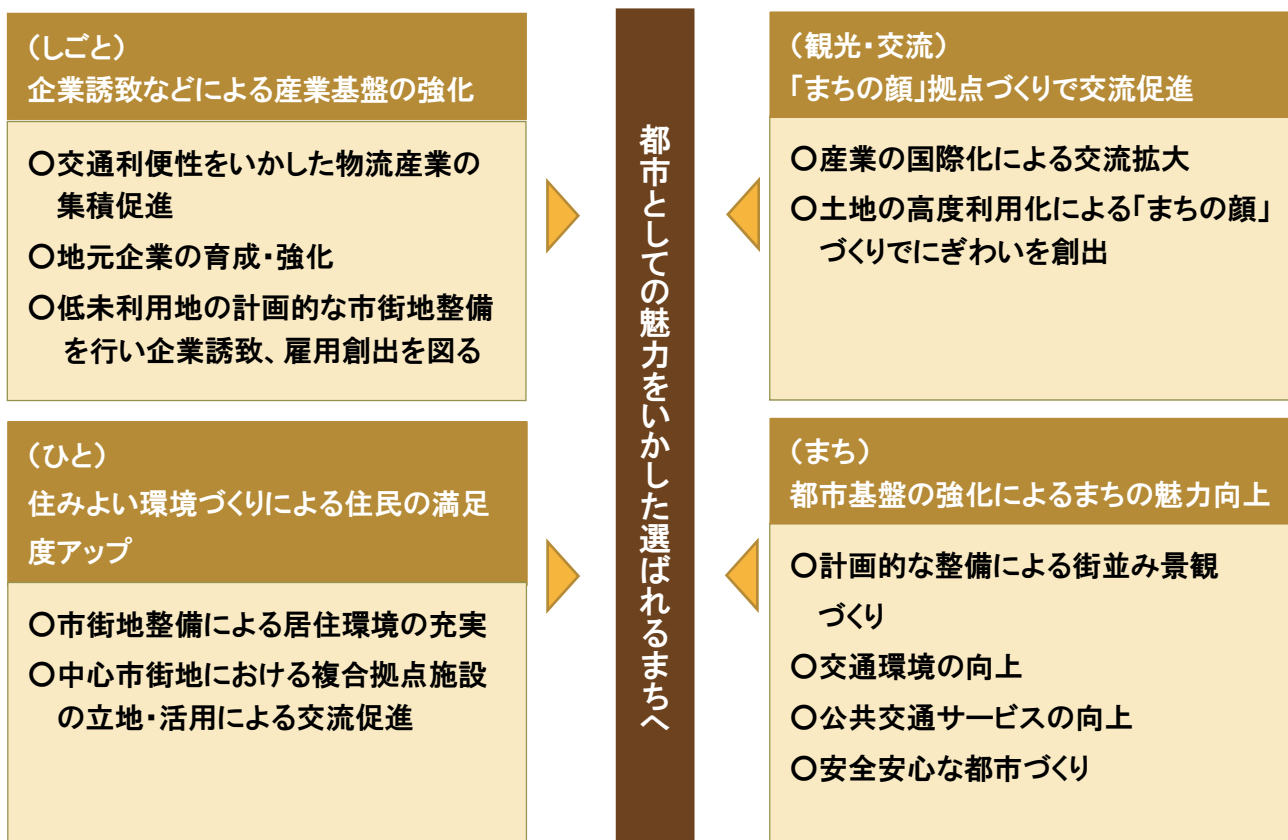 (しごと)
企業誘致などによる産業基盤の強化
〇交通利便性をいかした物流産業の
集積促進
〇地元企業の育成・強化
〇低未利用地の計画的な市街地整備
を行い企業誘致、雇用創出を図る
(ひと)
住みよい環境づくりによる住民の満足
度アップ
〇市街地整備による居住環境の充実
〇中心市街地における複合拠点施設
の立地・活用による交流促進
都市としての魅力をいかした選ばれるまちへ
(観光・交流)
「まちの顔」拠点づくりで交流促進
〇産業の国際化による交流拡大
〇土地の高度利用化による「まちの顔」
づくりでにぎわいを創出
(まち)
都市基盤の強化によるまちの魅力向上
〇計画的な整備による街並み景観
づくり
〇交通環境の向上
〇公共交通サービスの向上
〇安全安心な都市づくり